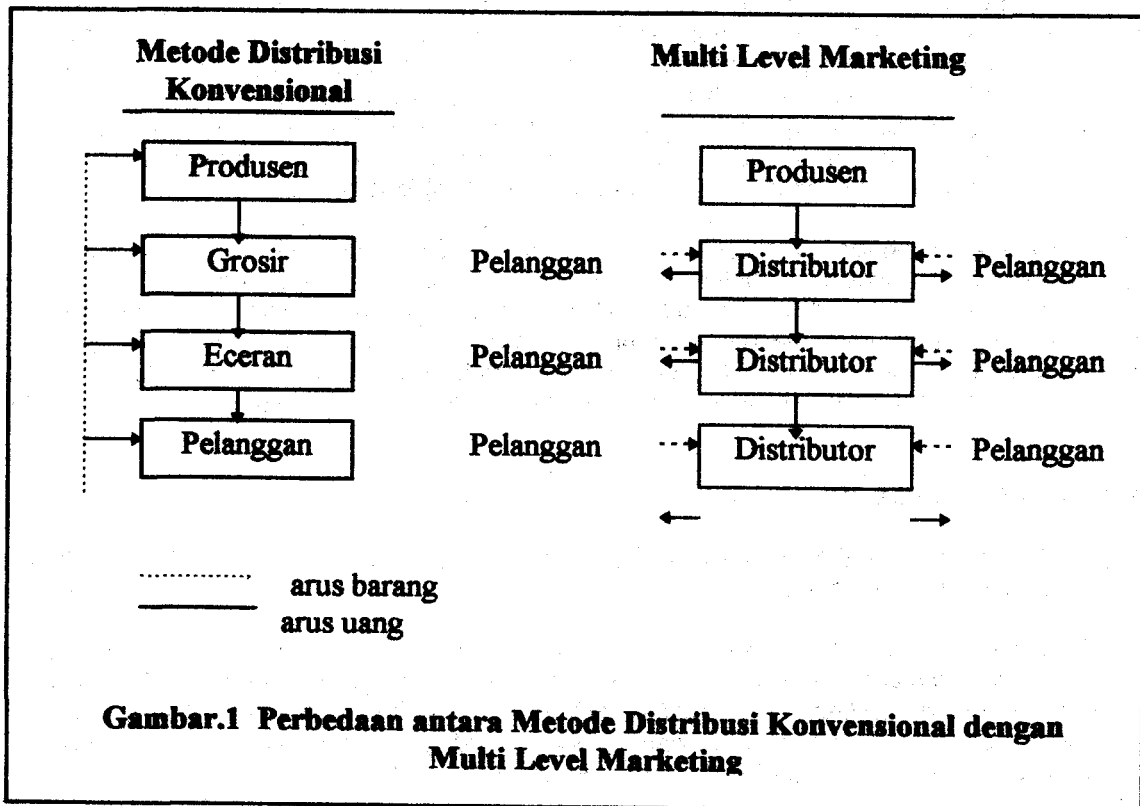 Metode Distribusi
Konvensional
Multi Level Marketing
Produsen
Grosir
Eceran
Pelanggan
Produsen
Pelanggan Distributor Pelanggan
Pelanggan Distributor Pelanggan
Pelanggan Distributor Pelanggan
arus barang
arus uang
Gambar.1 Perbedaan antara Metode Distribusi Konvensional dengan
Multi Level Marketing